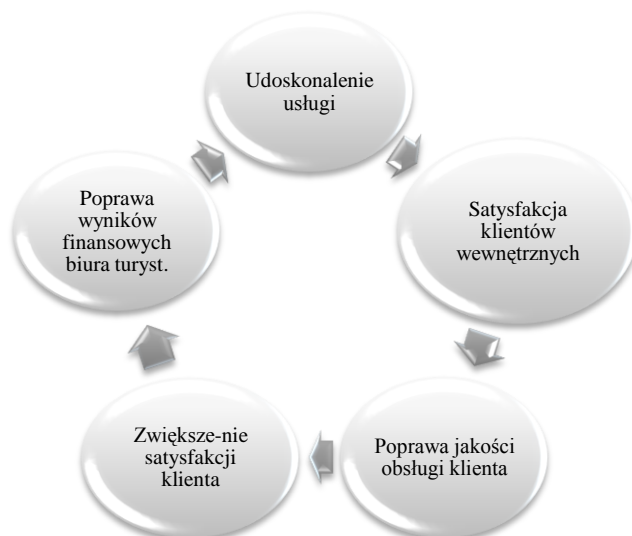 Udoskonalenie
usługi
Satysfakcja
klientów
wewnętrznych
Poprawa jakości
obsługi klienta
Zwiększe-nie
satysfakcji
klienta
Poprawa
wyników
finansowych
biura turyst.